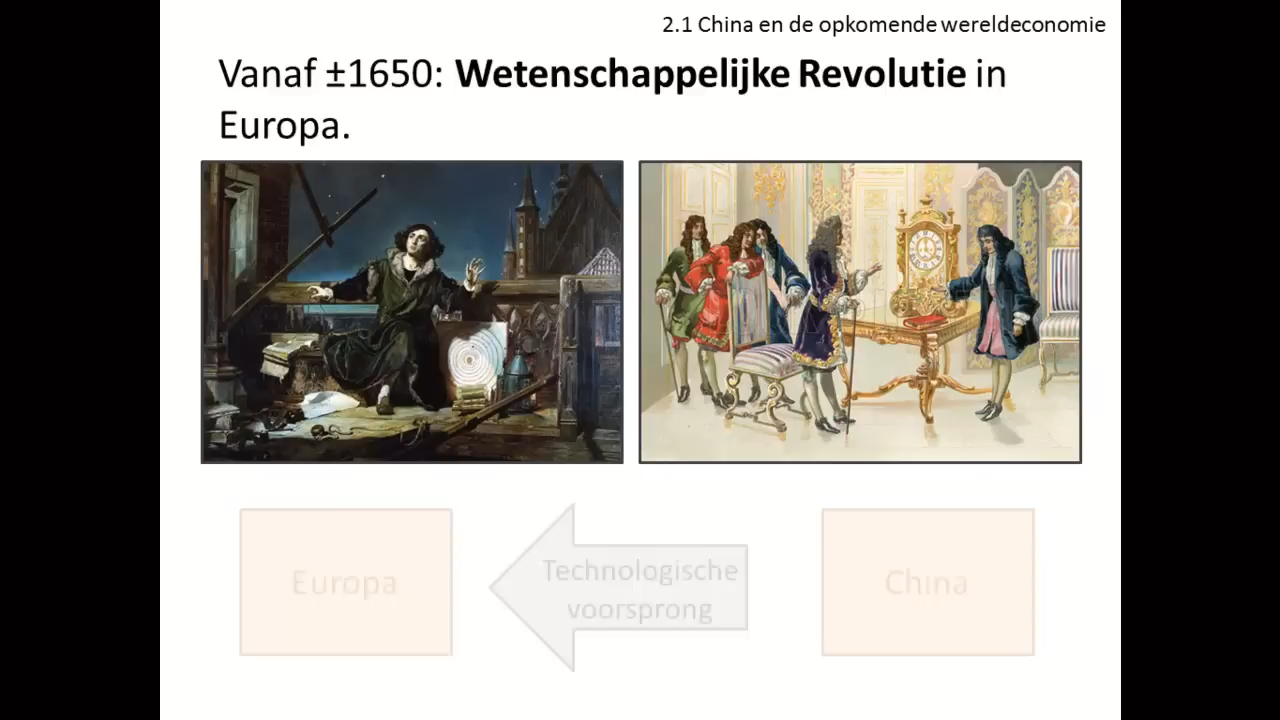 2.1 China en de opkomende wereldeconomie
Vanaf ±1650: Wetenschappelijke Revolutie in
Europa.
Europa
Technologische
voorsprong
China